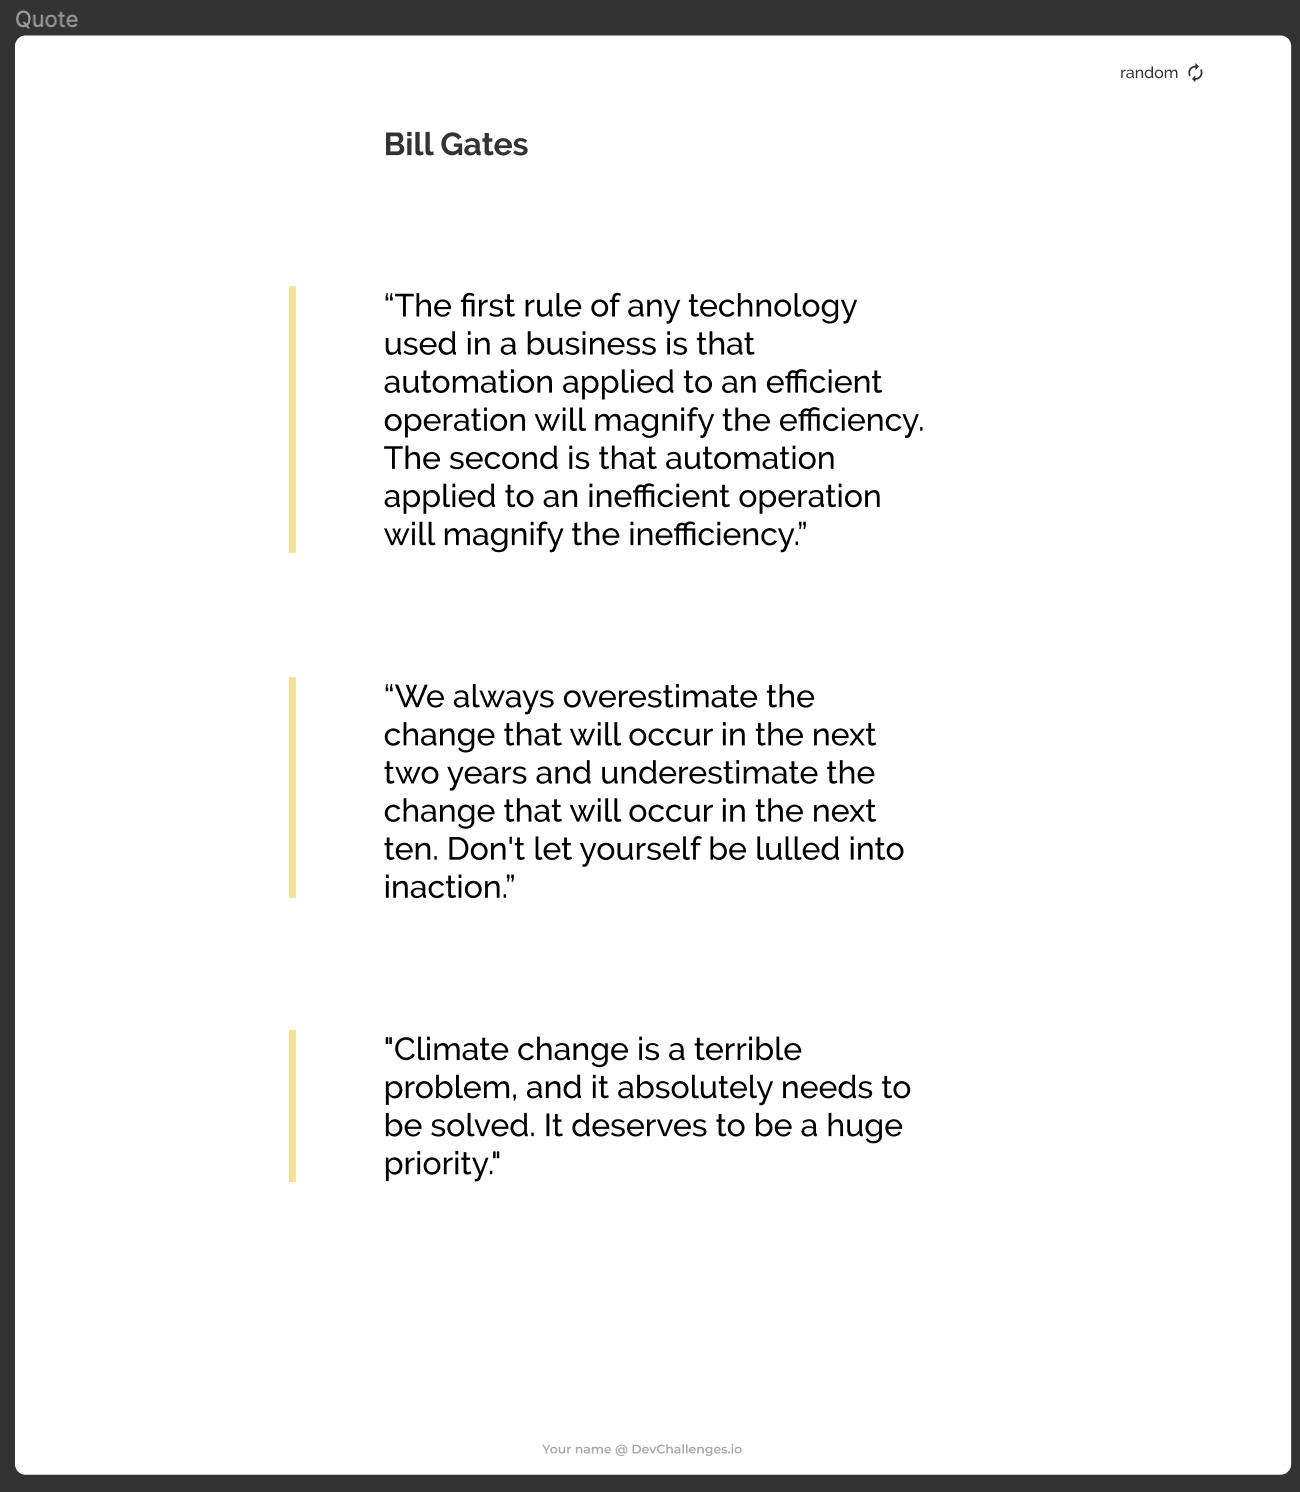 Quote
random
Bill Gates
“The first rule of any technology
used in a business is that
automation applied to an efficient
operation will magnify the efficiency.
The second is that automation
applied to an inefficient operation
will magnify the inefficiency.”
“We always overestimate the
change that will occur in the next
two years and underestimate the
change that will occur in the next
ten. Don't let yourself be lulled into
inaction.”
"Climate change is a terrible
problem, and it absolutely needs to
be solved. It deserves to be a huge
priority."
Your name @ DevChallenges.io